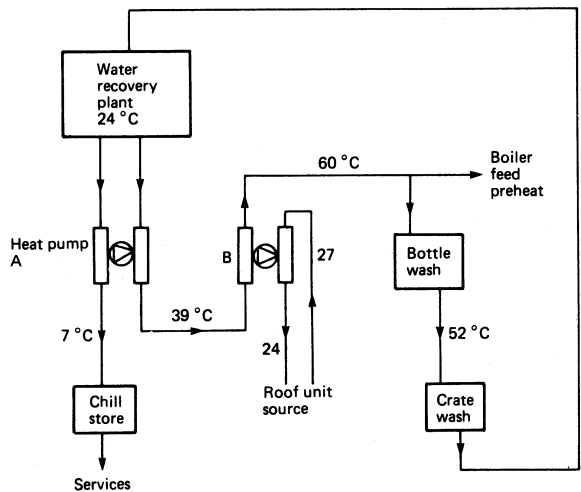 Water
recovery
plant
24 °C
60 °C
Boiler
feed
preheat
Heat pump
A
B
27
Bottle
wash
39 °C
7 °C
24
52 °C
Roof unit
source
Chill
store
Crate
wash
Services